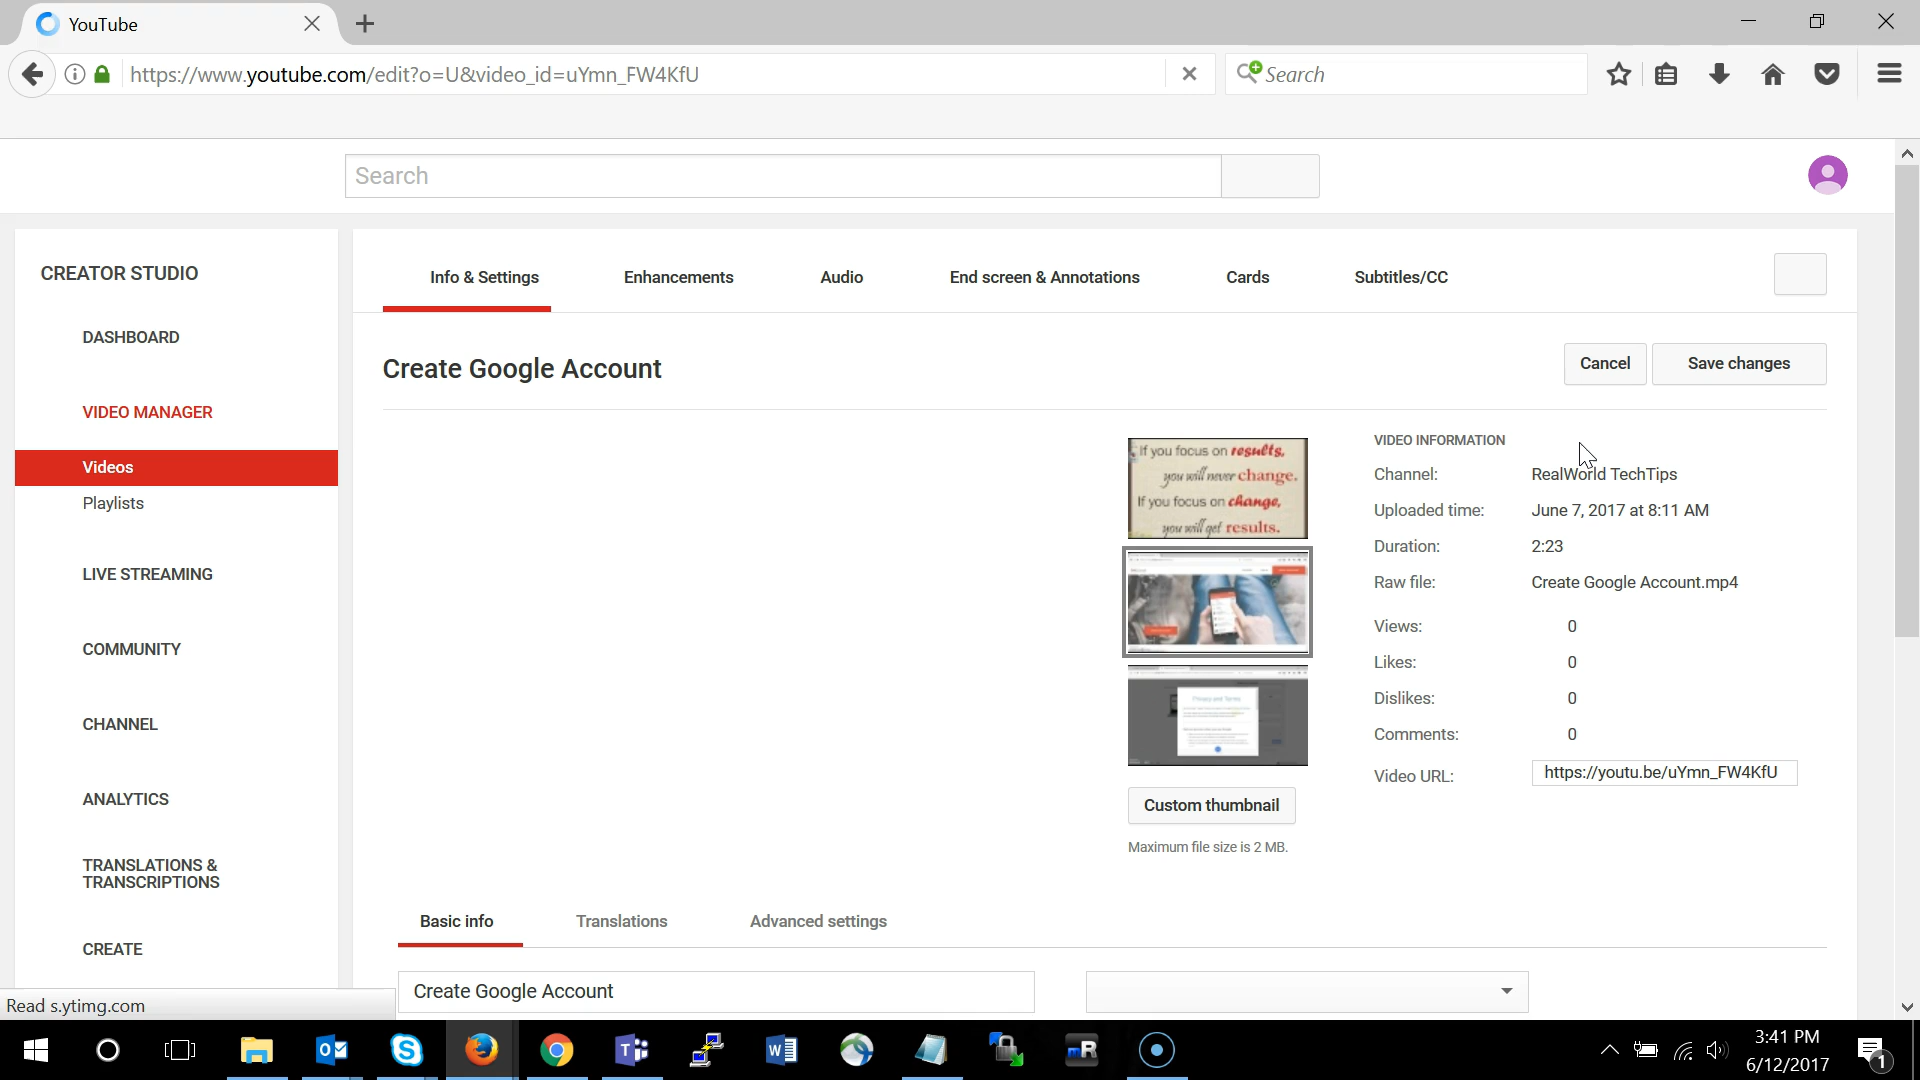 YouTube
https://www.youtube.com/edit?o=U&video_id=uYmn_FW4KfU
Search
Search
CREATOR STUDIO
DASHBOARD
VIDEO MANAGER
Videos
Playlists
LIVE STREAMING
COMMUNITY
CHANNEL
ANALYTICS
TRANSLATIONS &
TRANSCRIPTIONS
CREATE
Info & Settings
Enhancements
Audio
End screen & Annotations
Cards
Subtitles/CC
Create Google Account
Cancel
Save changes
If you focus on results,
you will never change.
If you focus on change,
you will get results.
Privacy and Terms
Custom thumbnail
Maximum file size is 2 MB.
VIDEO INFORMATION
Channel: RealWorld TechTips
Uploaded time: June 7, 2017 at 8:11 AM
Duration: 2:23
Raw file: Create Google Account.mp4
Views: 0
Likes: 0
Dislikes: 0
Comments: 0
Video URL: https://youtu.be/uYmn_FW4KfU
Basic info
Translations
Advanced settings
Create Google Account
Read s.ytimg.com
3:41 PM
6/12/2017
1